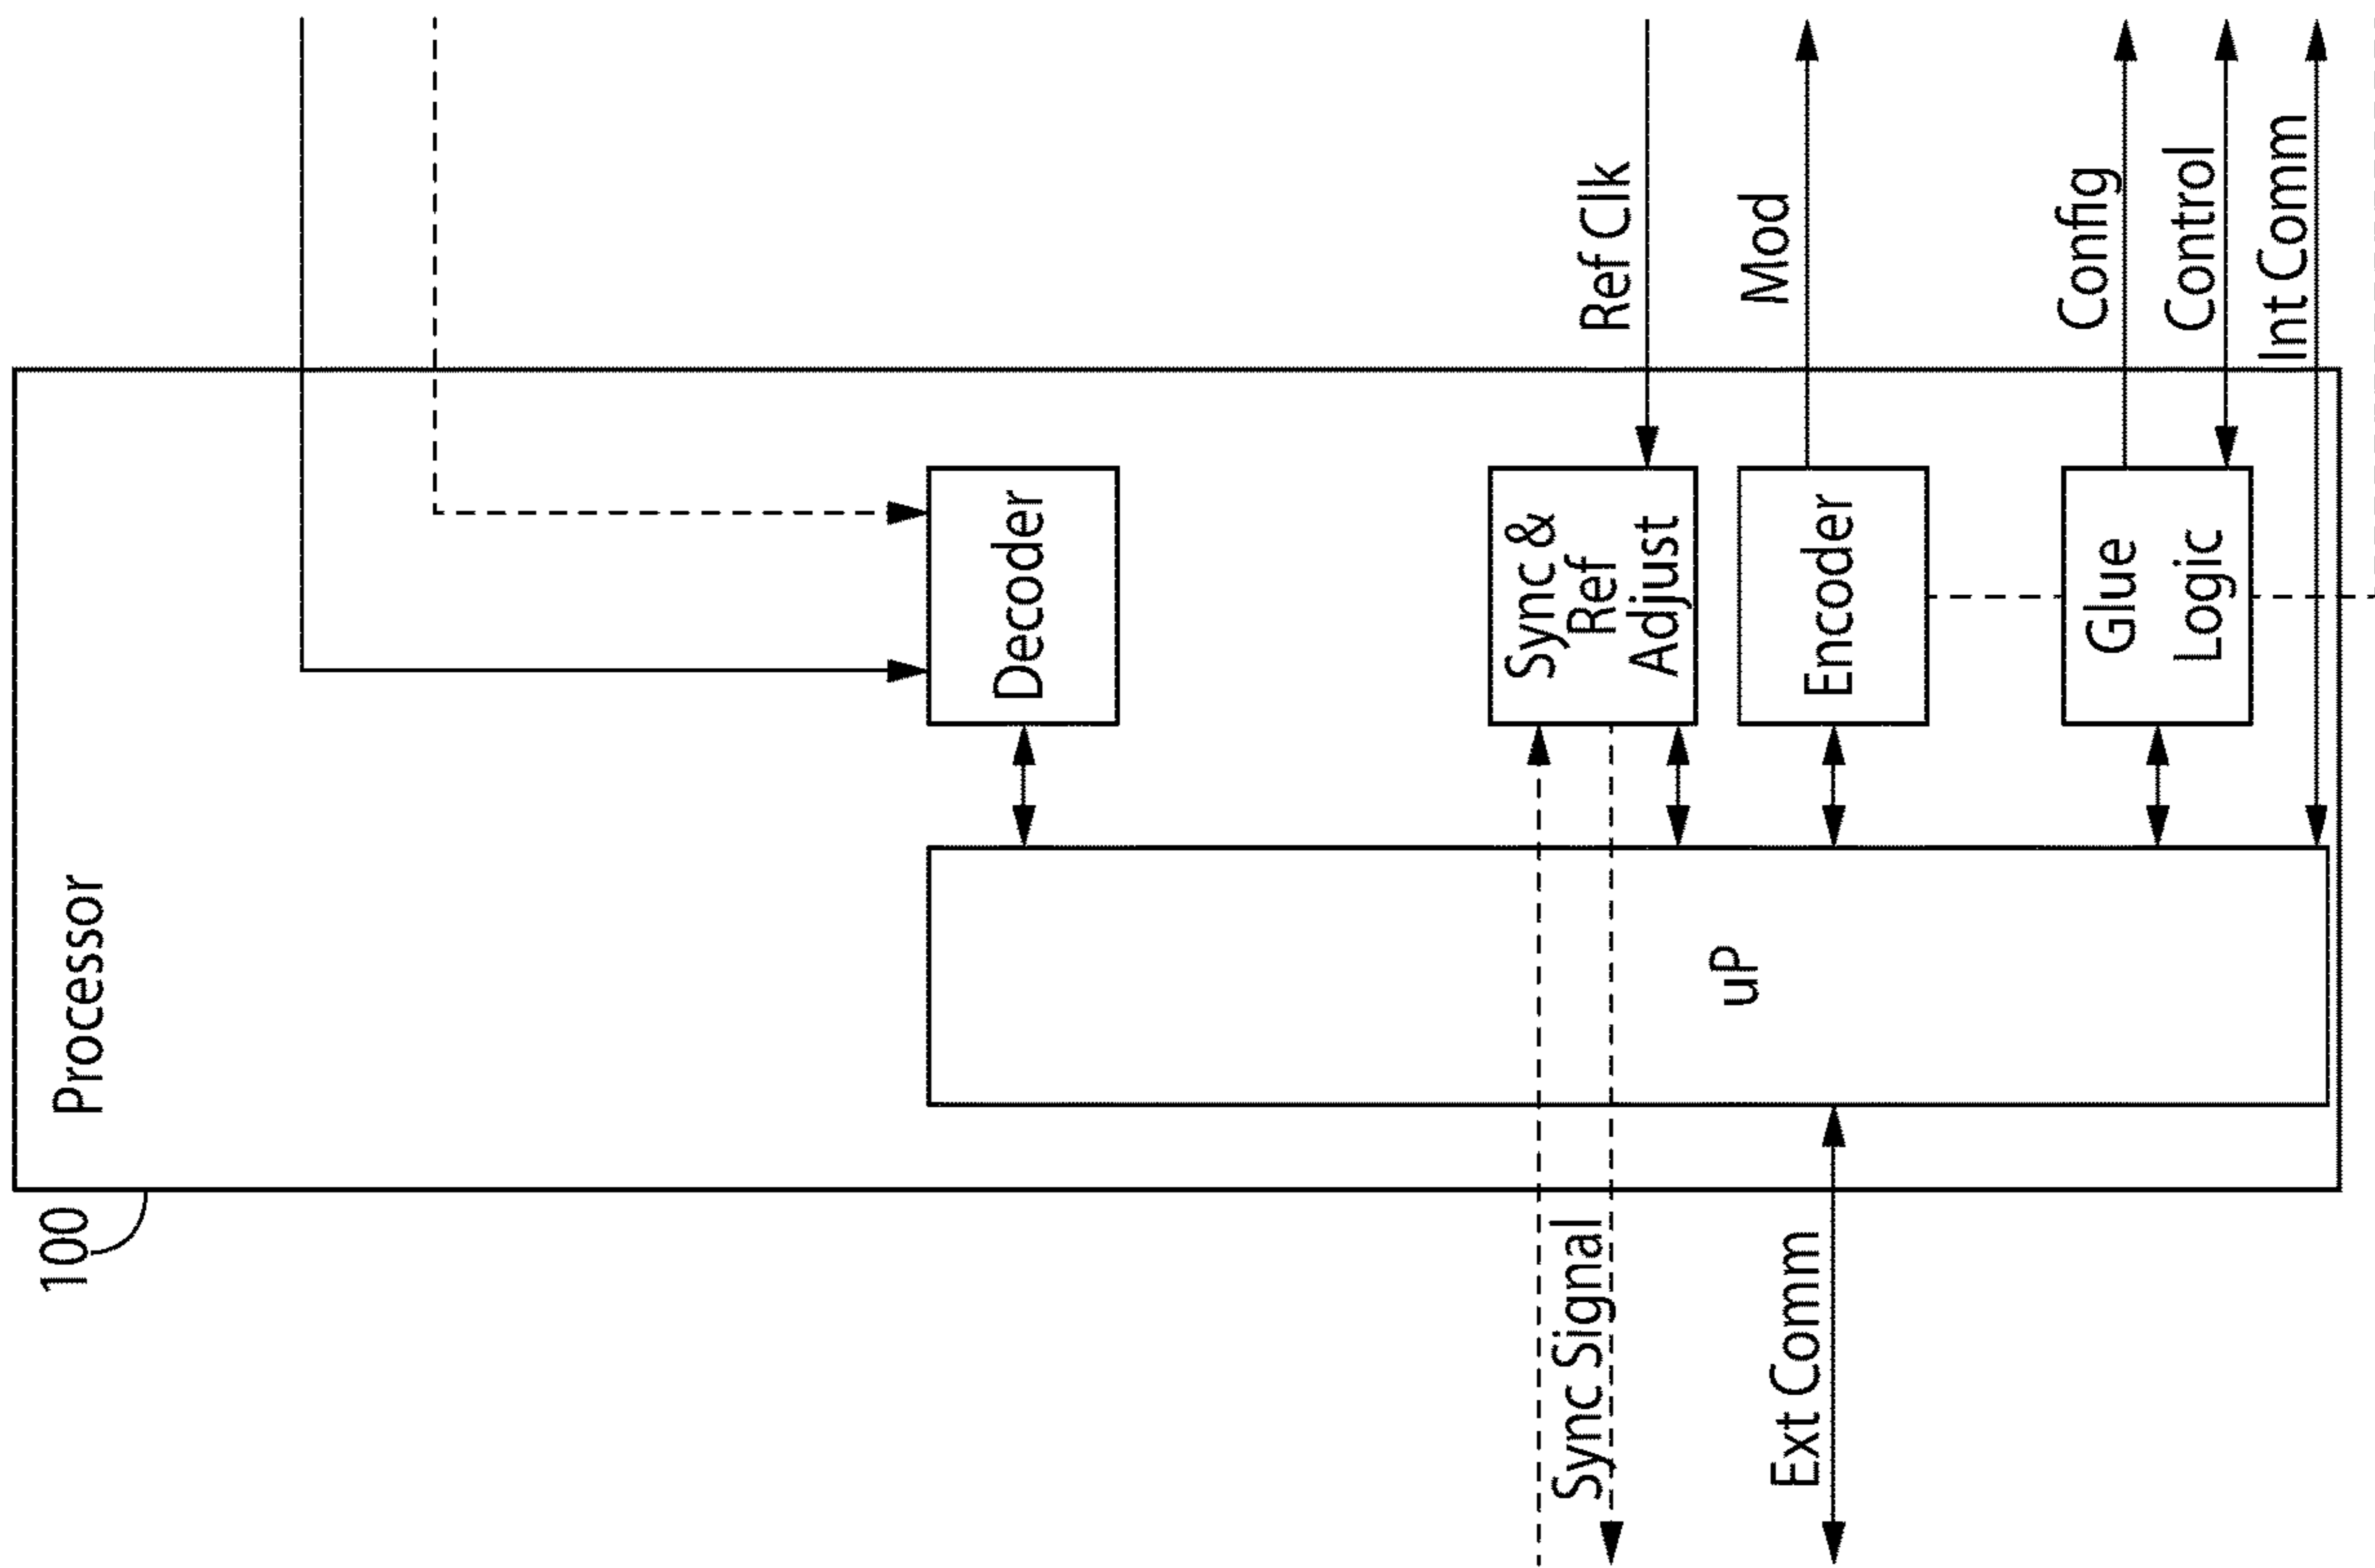 100
Processor
Decoder
uP
Sync &
Ref
Adjust
Encoder
Glue
Logic
Sync Signal
Ext Comm
Ref Clk
Mod
Config
Control
Int Comm